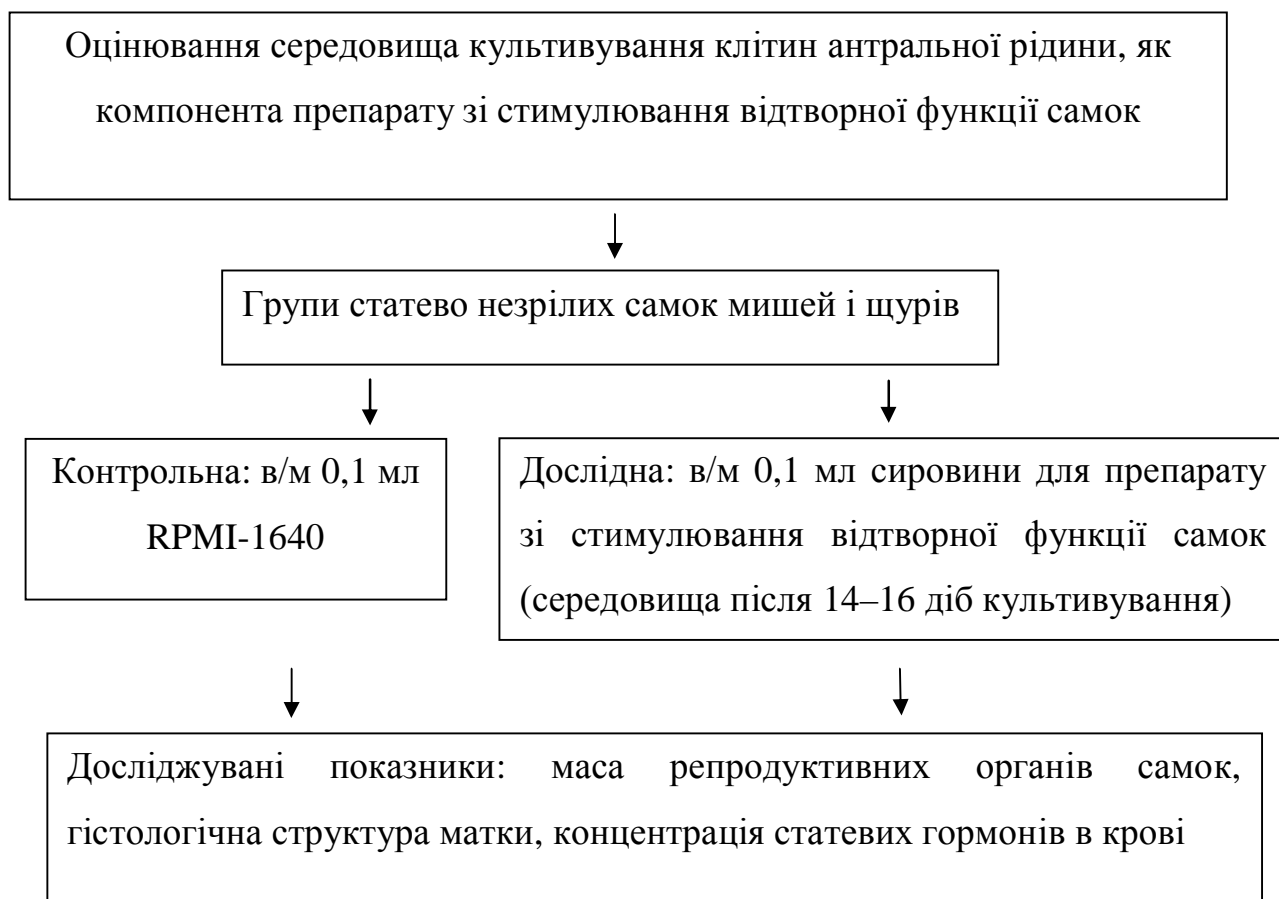 Оцінювання середовища культивування клітин антральної рідини, як
компонента препарату зі стимулювання відтворної функції самок
Групи статево незрілих самок мишей і щурів
Контрольна: в/м 0,1 мл
RPMI-1640
Дослідна: в/м 0,1 мл сировини для препарату
зі стимулювання відтворної функції самок
(середовища після 14–16 діб культивування)
Досліджувані показники: маса репродуктивних органів самок,
гістологічна структура матки, концентрація статевих гормонів в крові